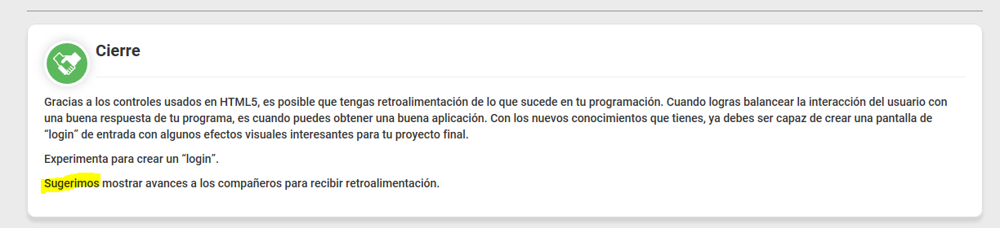 Cierre
Gracias a los controles usados en HTML5, es posible que tengas retroalimentación de lo que sucede en tu programación. Cuando logras balancear la interacción del usuario con
una buena respuesta de tu programa, es cuando puedes obtener una buena aplicación. Con los nuevos conocimientos que tienes, ya debes ser capaz de crear una pantalla de
“login” de entrada con algunos efectos visuales interesantes para tu proyecto final.
Experimenta para crear un “login”.
Sugerimos mostrar avances a los compañeros para recibir retroalimentación.